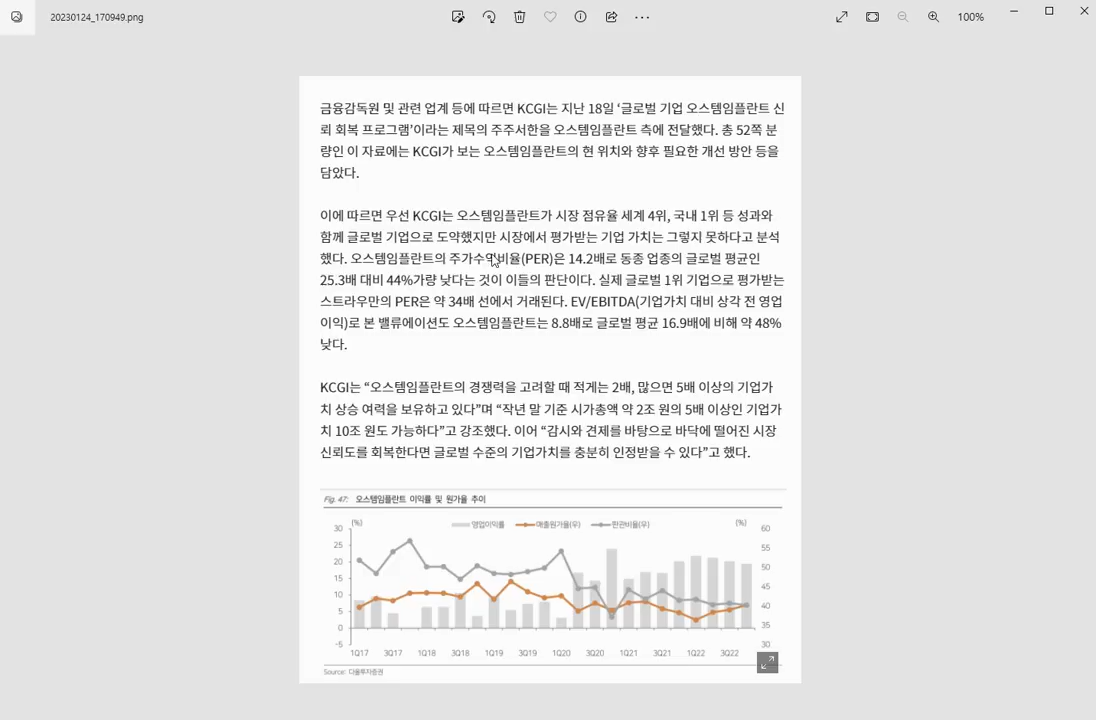 20230124_170949.png
100%
금융감독원 및 관련 업계 등에 따르면 KCGI는 지난 18일 ‘글로벌 기업 오스템임플란트 신
뢰 회복 프로그램’이라는 제목의 주주서한을 오스템임플란트 측에 전달했다. 총 52쪽 분
량인 이 자료에는 KCGI가 보는 오스템임플란트의 현 위치와 향후 필요한 개선 방안 등을
담았다.
이에 따르면 우선 KCGI는 오스템임플란트가 시장 점유율 세계 4위, 국내 1위 등 성과와
함께 글로벌 기업으로 도약했지만 시장에서 평가받는 기업 가치는 그렇지 못하다고 분석
했다. 오스템임플란트의 주가수익비율(PER)은 14.2배로 동종 업종의 글로벌 평균인
25.3배 대비 44%가량 낮다는 것이 이들의 판단이다. 실제 글로벌 1위 기업으로 평가받는
스트라우만의 PER은 약 34배 선에서 거래된다. EV/EBITDA(기업가치 대비 상각 전 영업
이익)로 본 밸류에이션도 오스템임플란트는 8.8배로 글로벌 평균 16.9배에 비해 약 48%
낮다.
KCGI는 “오스템임플란트의 경쟁력을 고려할 때 적게는 2배, 많으면 5배 이상의 기업가
치 상승 여력을 보유하고 있다”며 “작년 말 기준 시가총액 약 2조 원의 5배 이상인 기업가
치 10조 원도 가능하다”고 강조했다. 이어 “감시와 견제를 바탕으로 바닥에 떨어진 시장
신뢰도를 회복한다면 글로벌 수준의 기업가치를 충분히 인정받을 수 있다”고 했다.
Fig. 47: 오스템임플란트 이익률 및 원가율 추이
(%) 영업이익률 매출원가율(우) 판관비율(우) (%)
30 60
25 55
20 50
15 45
10 40
5 35
0 30
-5
1Q17 3Q17 1Q18 3Q18 1Q19 3Q19 1Q20 3Q20 1Q21 3Q21 1Q22 3Q22
Source: 다올투자증권